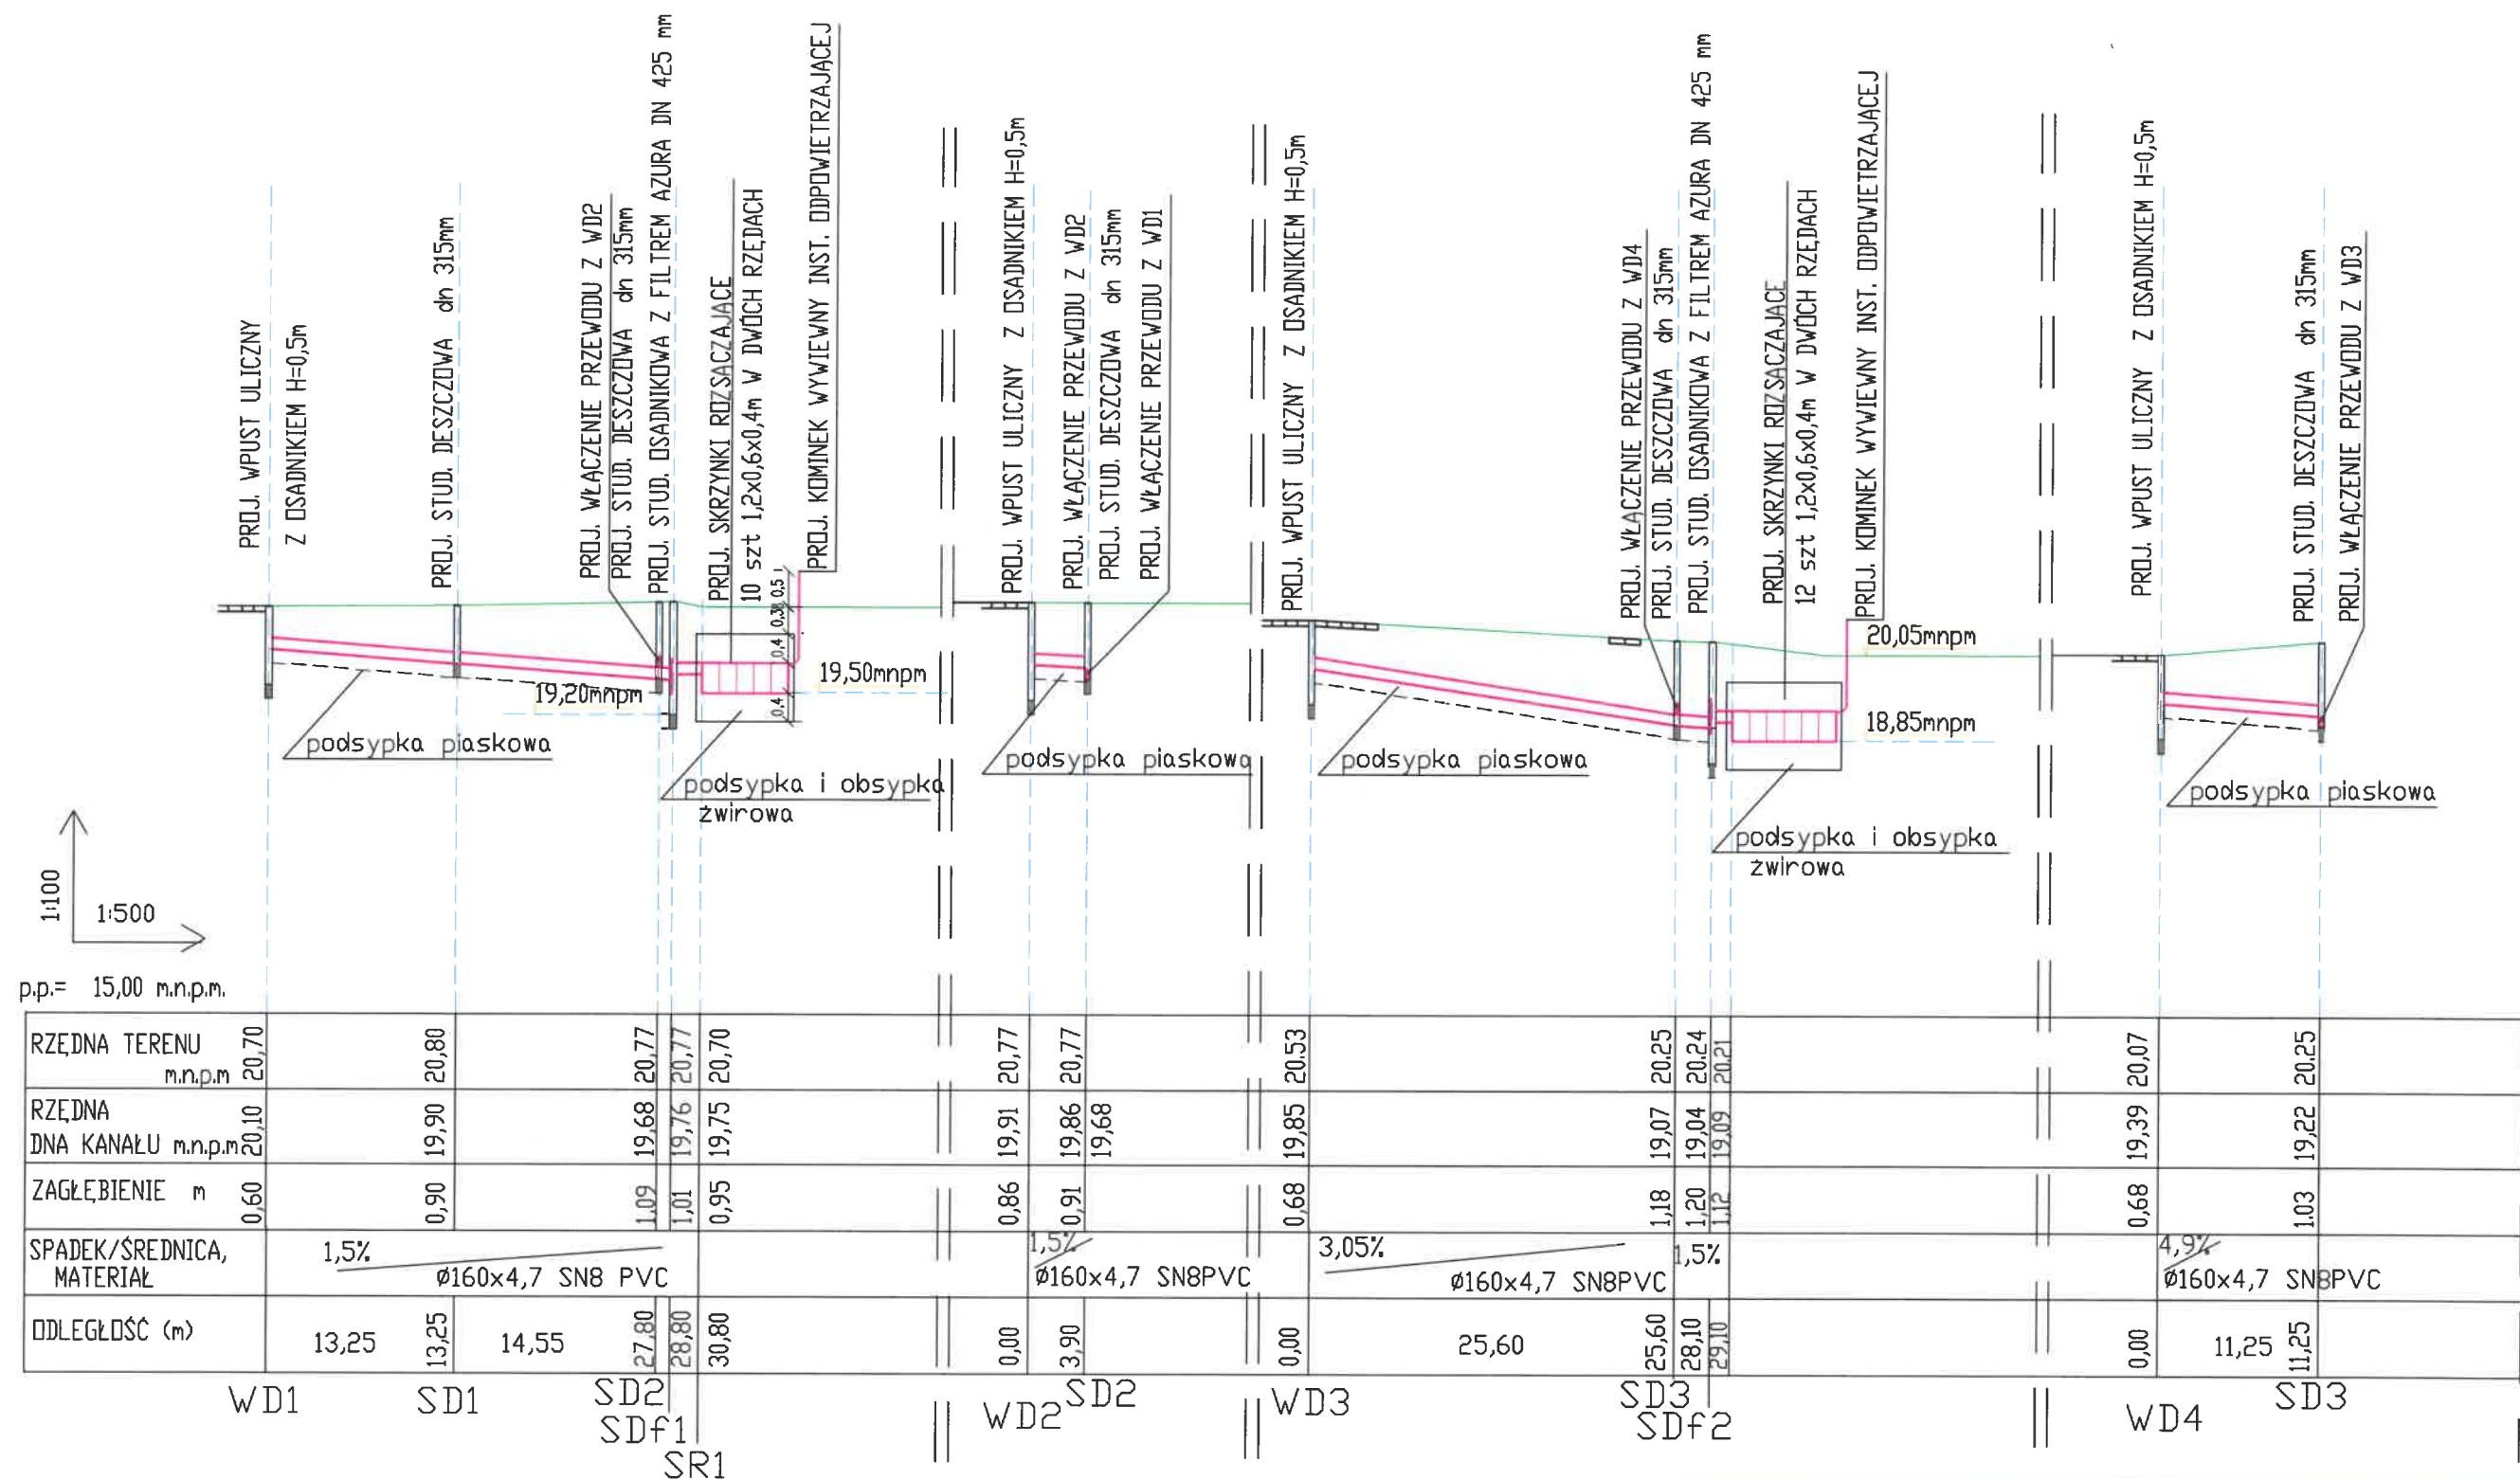 PROJ. WPUST ULICZNY
Z OSADNIKIEM H=0,5m
PROJ. STUD. DESZCZOWA dn 315mm
PROJ. WŁĄCZENIE PRZEWODU Z WD2
PROJ. STUD. DESZCZOWA dn 315mm
PROJ. STUD. OSADNIKOWA Z FILTREM AZURA DN 425 mm
PROJ. SKRZYNKI ROZSĄCZAJĄCE
10 szt 1,2x0,6x0,4m W DWÓCH RZĘDACH
PROJ. KOMINEK WYWIEWNY INST. ODPOWIETRZAJĄCEJ
PROJ. WPUST ULICZNY Z OSADNIKIEM H=0,5m
PROJ. WŁĄCZENIE PRZEWODU Z WD2
PROJ. STUD. DESZCZOWA dn 315mm
PROJ. WŁĄCZENIE PRZEWODU Z WD1
PROJ. WPUST ULICZNY Z OSADNIKIEM H=0,5m
PROJ. WŁĄCZENIE PRZEWODU Z WD4
PROJ. STUD. DESZCZOWA dn 315mm
PROJ. STUD. OSADNIKOWA Z FILTREM AZURA DN 425 mm
PROJ. SKRZYNKI ROZSĄCZAJĄCE
12 szt 1,2x0,6x0,4m W DWÓCH RZĘDACH
PROJ. KOMINEK WYWIEWNY INST. ODPOWIETRZAJĄCEJ
PROJ. WPUST ULICZNY Z OSADNIKIEM H=0,5m
PROJ. STUD. DESZCZOWA dn 315mm
PROJ. WŁĄCZENIE PRZEWODU Z WD3
0,5
0,4
0,4
19,20mnpm
19,50mnpm
20,05mnpm
18,85mnpm
podsypka piaskowa
podsypka i obsypka
żwirowa
podsypka piaskowa
podsypka piaskowa
podsypka i obsypka
żwirowa
podsypka piaskowa
1:100
1:500
p.p.= 15,00 m.n.p.m.
RZĘDNA TERENU
m.n.p.m 20,70 20,80 20,77 20,77 20,70 20,77 20,77 20.53 20.25 20.24 20.21 20,07 20.25
RZĘDNA
DNA KANAŁU m.n.p.m 20,10 19,90 19,68 19,76 19,75 19,91 19,86 19,68 19,85 19,07 19,04 19,09 19,39 19,22
ZAGŁĘBIENIE m 0,60 0,90 1.09 1,01 0,95 0,86 0,91 0,68 1,18 1,20 1,12 0,68 1.03
SPADEK/ŚREDNICA,
MATERIAŁ
1,5%
Ø160x4,7 SN8 PVC
1,5%
Ø160x4,7 SN8PVC
3,05%
Ø160x4,7 SN8PVC
1,5%
4,9%
Ø160x4,7 SN8PVC
ODLEGŁOŚĆ (m) 13,25 13,25 14,55 27,80 28,80 30,80 0,00 3,90 0,00 25,60 25,60 28,10 29,10 0,00 11,25 11,25
WD1 SD1 SD2 SDf1 SR1
WD2 SD2
WD3 SD3 SDf2
WD4 SD3